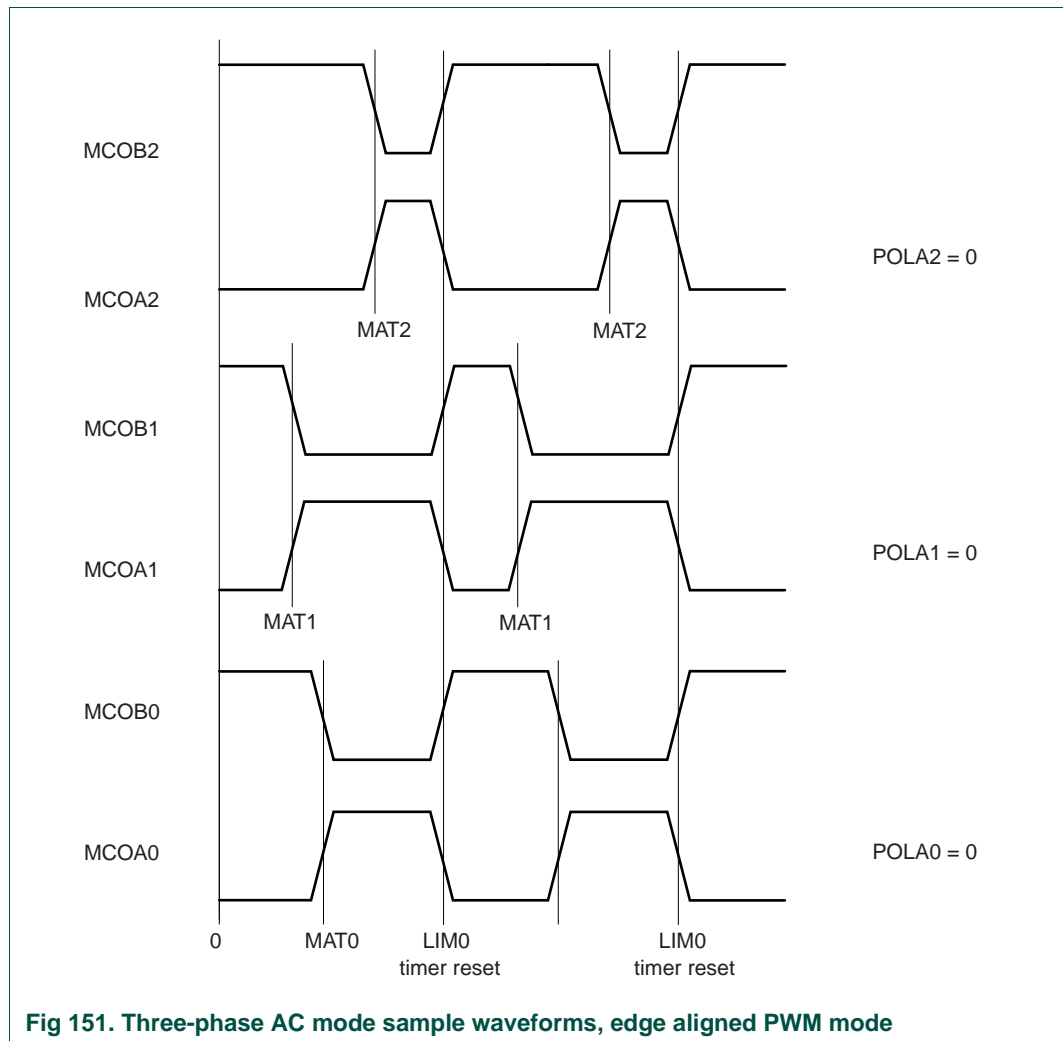 MCOB2
POLA2 = 0
MCOA2
MAT2 MAT2
MCOB1
POLA1 = 0
MCOA1
MAT1 MAT1
MCOB0
MCOA0 POLA0 = 0
0 MAT0 LIM0 LIM0
timer reset timer reset
Fig 151. Three-phase AC mode sample waveforms, edge aligned PWM mode